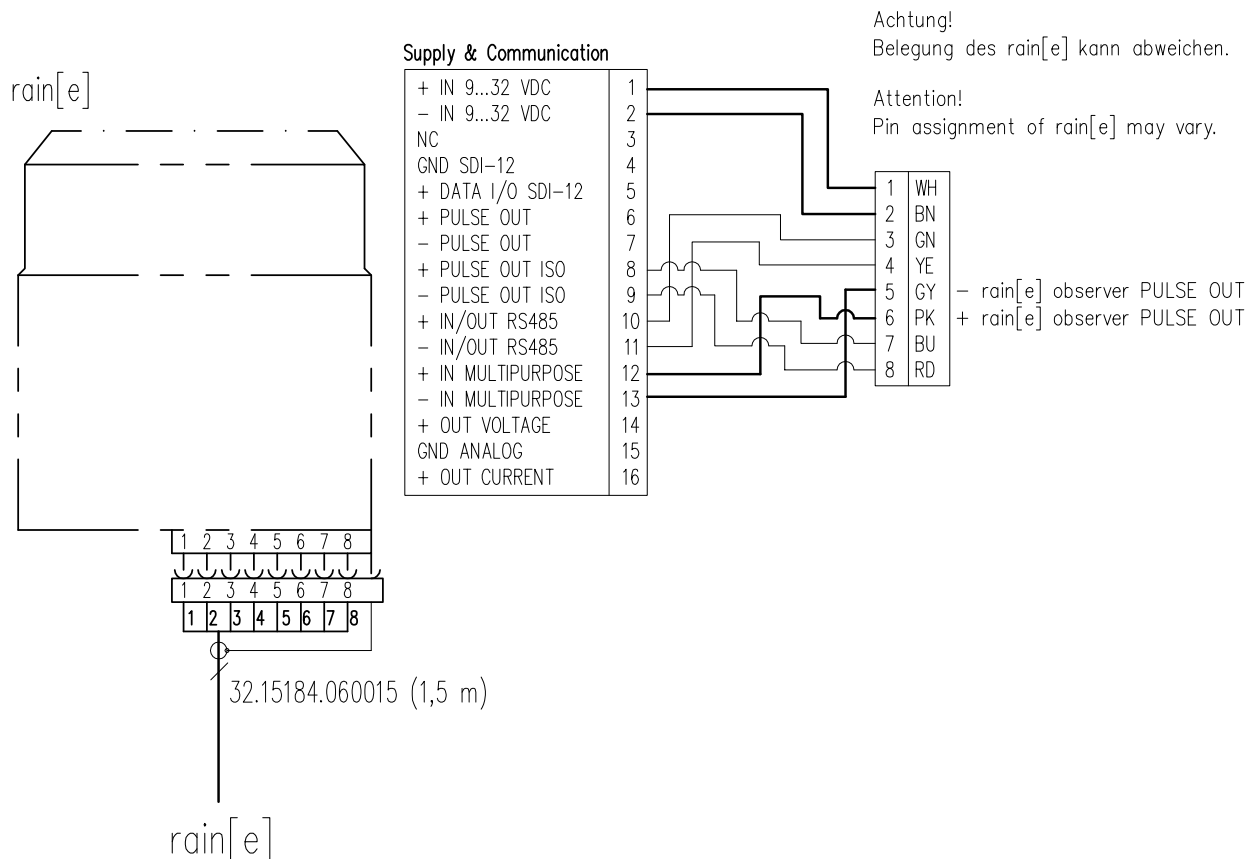 rain[e]
Supply & Communication
+ IN 9...32 VDC 1
- IN 9...32 VDC 2
NC 3
GND SDI-12 4
+ DATA I/O SDI-12 5
+ PULSE OUT 6
- PULSE OUT 7
+ PULSE OUT ISO 8
- PULSE OUT ISO 9
+ IN/OUT RS485 10
- IN/OUT RS485 11
+ IN MULTIPURPOSE 12
- IN MULTIPURPOSE 13
+ OUT VOLTAGE 14
GND ANALOG 15
+ OUT CURRENT 16
Achtung!
Belegung des rain[e] kann abweichen.
Attention!
Pin assignment of rain[e] may vary.
1 WH
2 BN
3 GN
4 YE
5 GY - rain[e] observer PULSE OUT
6 PK + rain[e] observer PULSE OUT
7 BU
8 RD
1 2 3 4 5 6 7 8
1 2 3 4 5 6 7 8
1 2 3 4 5 6 7 8
32.15184.060015 (1,5 m)
rain[e]